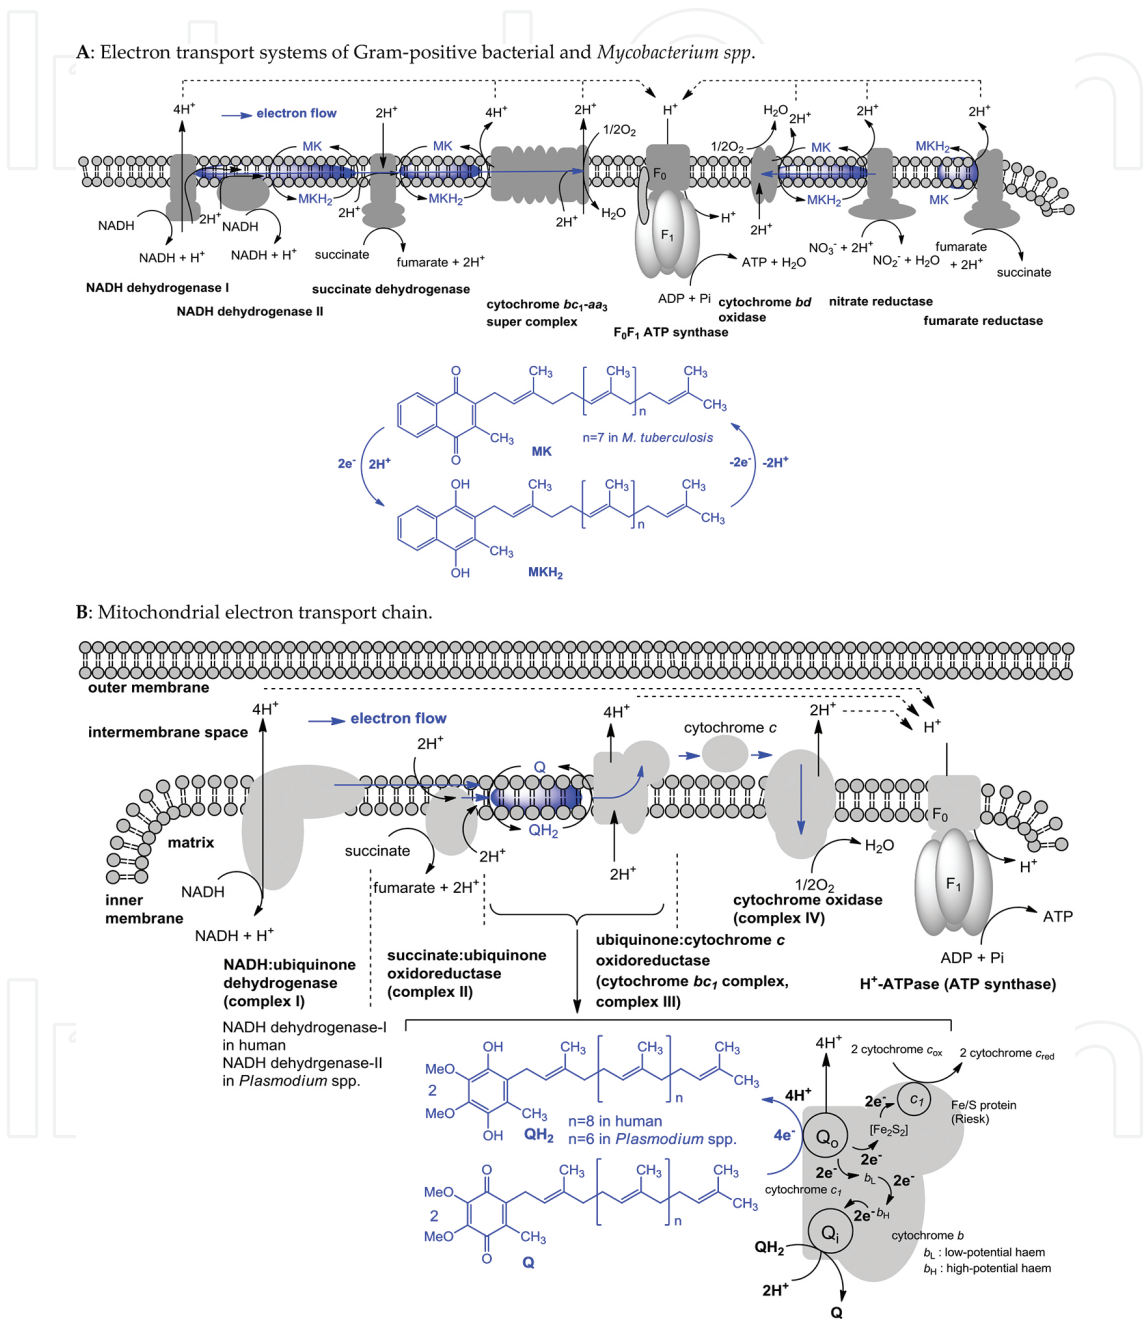 A: Electron transport systems of Gram-positive bacterial and Mycobacterium spp.
4H⁺
electron flow
2H⁺
4H⁺
2H⁺
1/2O₂
H⁺
H₂O
2H⁺
1/2O₂
2H⁺
2H⁺
MK
MK
MK
MKH₂
F₀
MKH₂
MKH₂
MKH₂
MK
NADH
2H⁺
NADH
2H⁺
2H⁺
H₂O
F₁
H⁺
2H⁺
NADH + H⁺
NADH + H⁺
succinate
fumarate + 2H⁺
ATP + H₂O
NO₃⁻ + 2H⁺
NO₂⁻ + H₂O
fumarate
+ 2H⁺
succinate
NADH dehydrogenase I
NADH dehydrogenase II
succinate dehydrogenase
cytochrome bc₁-aa₃
super complex
ADP + Pi
F₀F₁ ATP synthase
cytochrome bd
oxidase
nitrate reductase
fumarate reductase
O
CH₃
CH₃
CH₃
CH₃
n
CH₃
O
MK
n=7 in M. tuberculosis
2e⁻
2H⁺
-2e⁻
-2H⁺
OH
CH₃
CH₃
CH₃
CH₃
n
CH₃
OH
MKH₂
B: Mitochondrial electron transport chain.
outer membrane
4H⁺
intermembrane space
electron flow
2H⁺
4H⁺
cytochrome c
2H⁺
H⁺
Q
QH₂
F₀
matrix
succinate
2H⁺
fumarate + 2H⁺
2H⁺
H₂O
1/2O₂
H⁺
F₁
NADH
inner
membrane
NADH + H⁺
cytochrome oxidase
(complex IV)
ATP
ADP + Pi
H⁺-ATPase (ATP synthase)
NADH:ubiquinone
dehydrogenase
(complex I)
succinate:ubiquinone
oxidoreductase
(complex II)
ubiquinone:cytochrome c
oxidoreductase
(cytochrome bc₁ complex,
complex III)
NADH dehydrogenase-I
in human
NADH dehydrgenase-II
in Plasmodium spp.
OH
CH₃
CH₃
CH₃
MeO
2
MeO
CH₃
CH₃
n
OH
QH₂
n=8 in human
n=6 in Plasmodium spp.
O
CH₃
CH₃
CH₃
MeO
2
MeO
CH₃
CH₃
n
O
Q
4H⁺
2 cytochrome cox
2 cytochrome cred
4H⁺
2e⁻
c₁
Fe/S protein
(Riesk)
4e⁻
Qo
[Fe₂S₂]
2e⁻
2e⁻
bL
2e⁻
cytochrome c₁
2e⁻
bH
Qi
QH₂
cytochrome b
bL : low-potential haem
bH : high-potential haem
2H⁺
Q